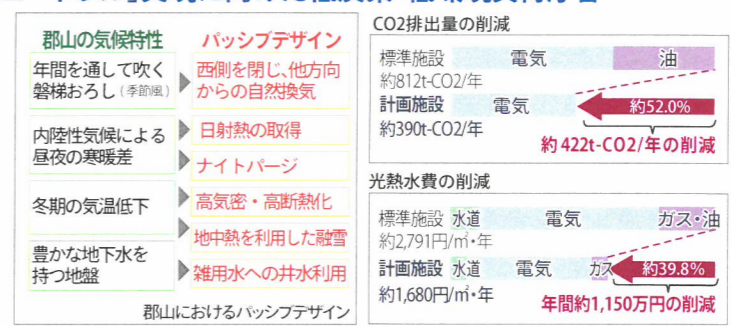 郡山の気候特性
パッシブデザイン
年間を通して吹く
磐梯おろし（季節風）
西側を閉じ、他方向
からの自然換気
内陸性気候による
昼夜の寒暖差
日射熱の取得
ナイトパージ
冬期の気温低下
高気密・高断熱化
地中熱を利用した融雪
豊かな地下水を
持つ地盤
雑用水への井水利用
郡山におけるパッシブデザイン
CO2排出量の削減
標準施設 電気 油
約812t-CO2/年
計画施設 電気 約52.0%
約390t-CO2/年
約422t-CO2/年の削減
光熱水費の削減
標準施設 水道 電気 ガス・油
約2,791円/㎡・年
計画施設 水道 電気 ガス 約39.8%
約1,680円/㎡・年
年間約1,150万円の削減